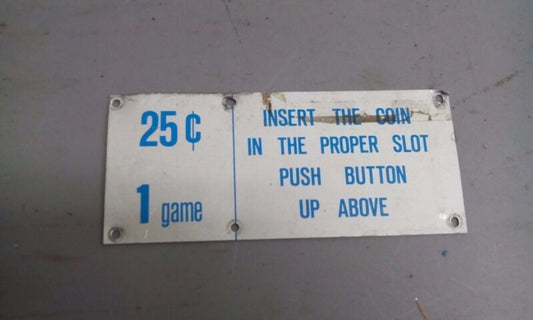 25¢
1 game
INSERT THE COIN
IN THE PROPER SLOT
PUSH BUTTON
UP ABOVE